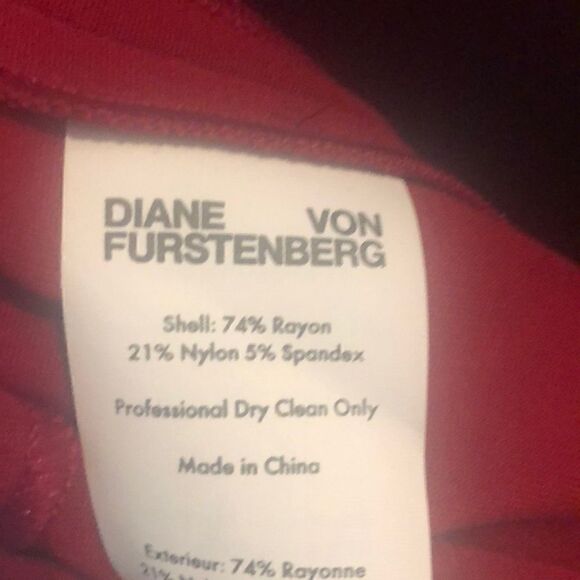 DIANE VON
FURSTENBERG
Shell: 74% Rayon
21% Nylon 5% Spandex
Professional Dry Clean Only
Made in China
Exterieur: 74% Rayonne
21%